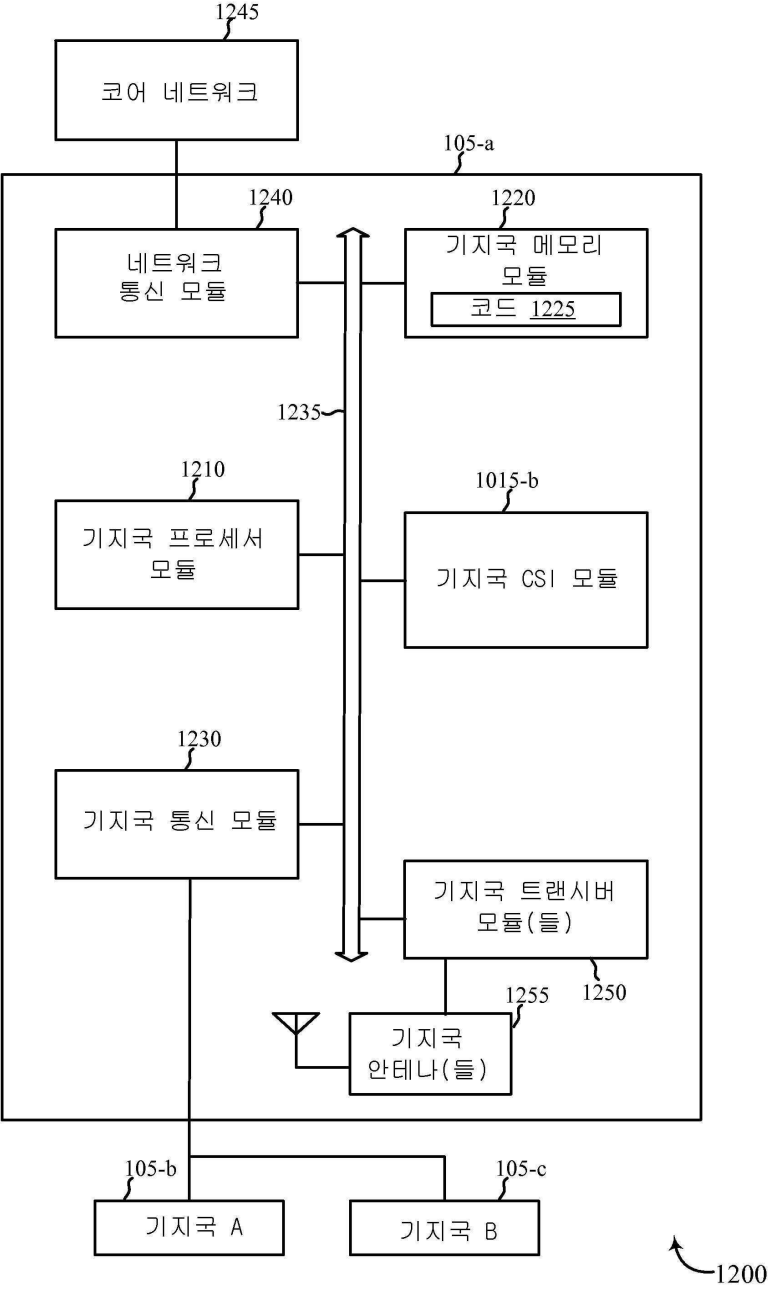 1245
코어 네트워크
105-a
1240
네트워크
통신 모듈
1220
기지국 메모리
모듈
코드 1225
1235
1210
기지국 프로세서
모듈
1015-b
기지국 CSI 모듈
1230
기지국 통신 모듈
기지국 트랜시버
모듈(들)
1250
1255
기지국
안테나(들)
105-b
기지국 A
105-c
기지국 B
1200